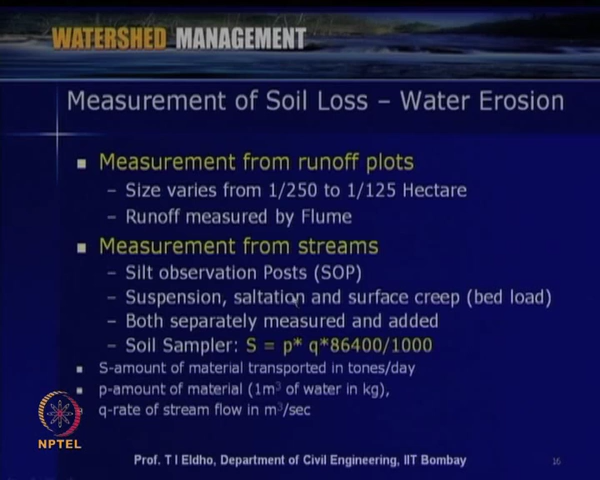 WATERSHED MANAGEMENT
Measurement of Soil Loss – Water Erosion
Measurement from runoff plots
– Size varies from 1/250 to 1/125 Hectare
– Runoff measured by Flume
Measurement from streams
– Silt observation Posts (SOP)
– Suspension, saltation and surface creep (bed load)
– Both separately measured and added
– Soil Sampler: S = p* q*86400/1000
S-amount of material transported in tones/day
p-amount of material (1m³ of water in kg),
q-rate of stream flow in m³/sec
NPTEL
Prof. T I Eldho, Department of Civil Engineering, IIT Bombay
16